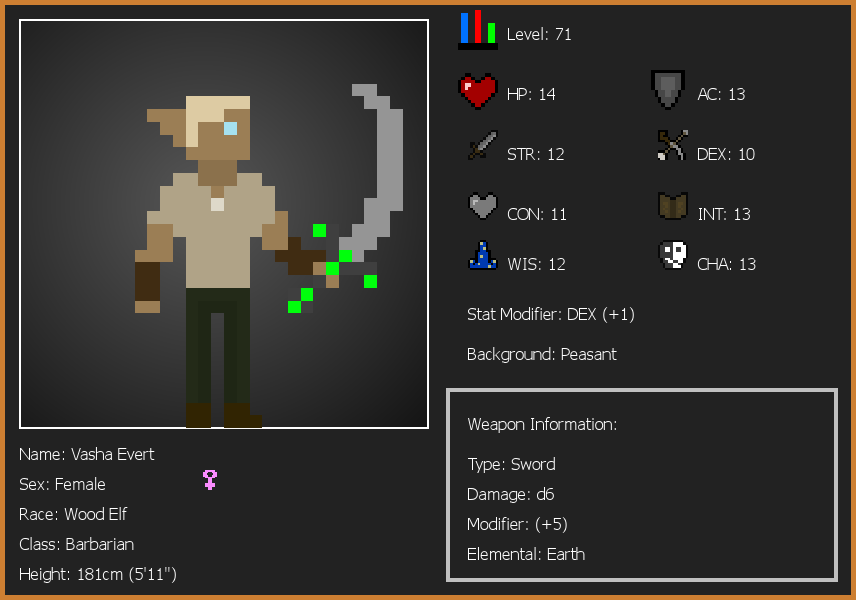 Level: 71
HP: 14
AC: 13
STR: 12
DEX: 10
CON: 11
INT: 13
WIS: 12
CHA: 13
Stat Modifier: DEX (+1)
Background: Peasant
Weapon Information:
Type: Sword
Damage: d6
Modifier: (+5)
Elemental: Earth
Name: Vasha Evert
Sex: Female
Race: Wood Elf
Class: Barbarian
Height: 181cm (5'11")